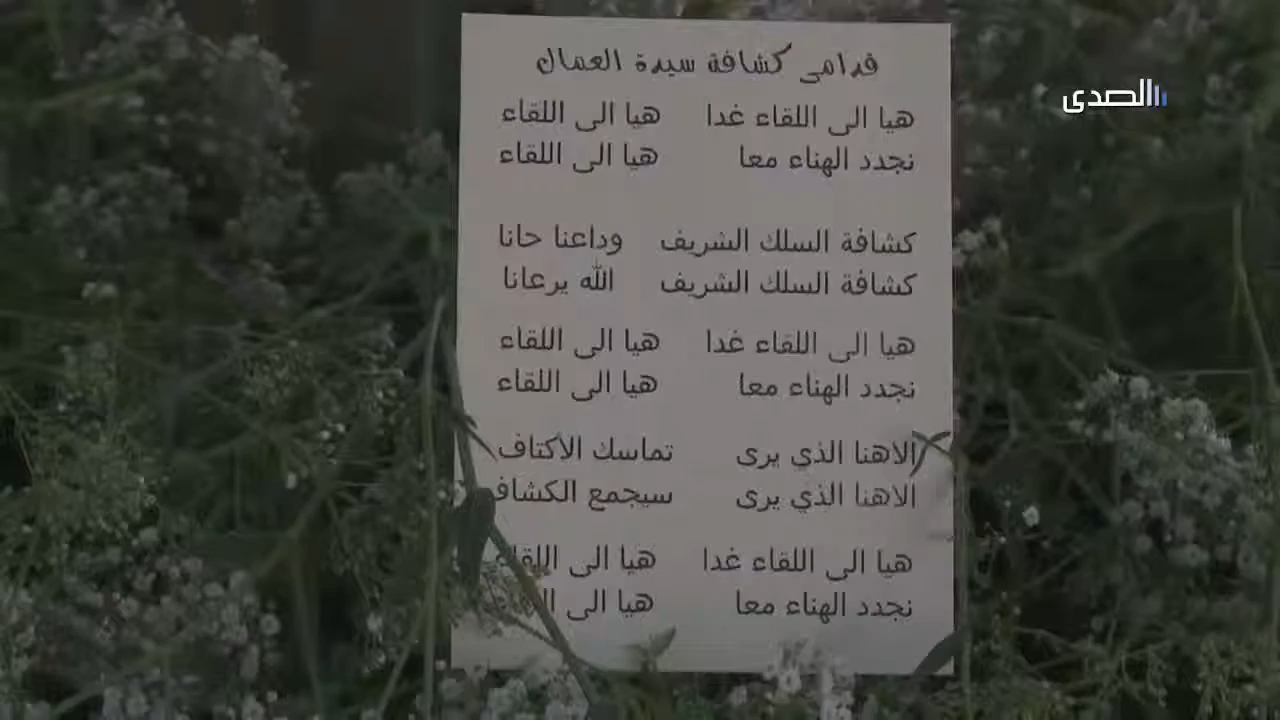 قدامى كشافة سيدة العمال
الصدى
هيا الى اللقاء غدا هيا الى اللقاء
نجدد الهناء معا هيا الى اللقاء
كشافة السلك الشريف وداعنا حانا
كشافة السلك الشريف الله يرعانا
هيا الى اللقاء غدا هيا الى اللقاء
نجدد الهناء معا هيا الى اللقاء
الاهنا الذي يرى تماسك الأكتاف
الاهنا الذي يرى سيجمع الكشاف
هيا الى اللقاء غدا هيا الى اللقاء
نجدد الهناء معا هيا الى